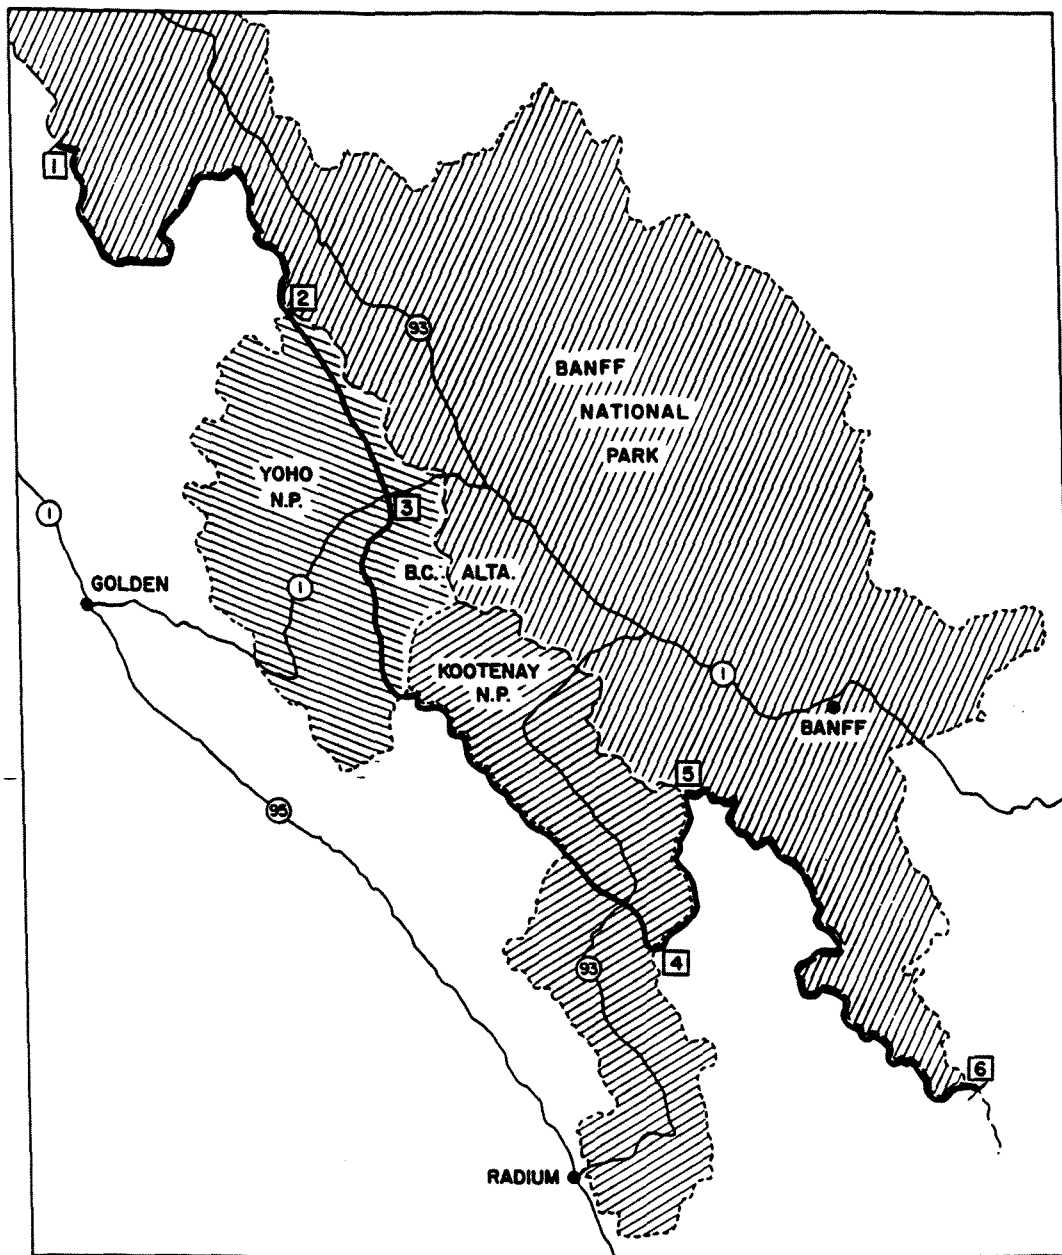 1
2
93
BANFF
NATIONAL
PARK
YOHO
N.P.
3
1
B.C. ALTA.
GOLDEN
1
KOOTENAY
N.P.
1
BANFF
5
95
4
93
6
RADIUM